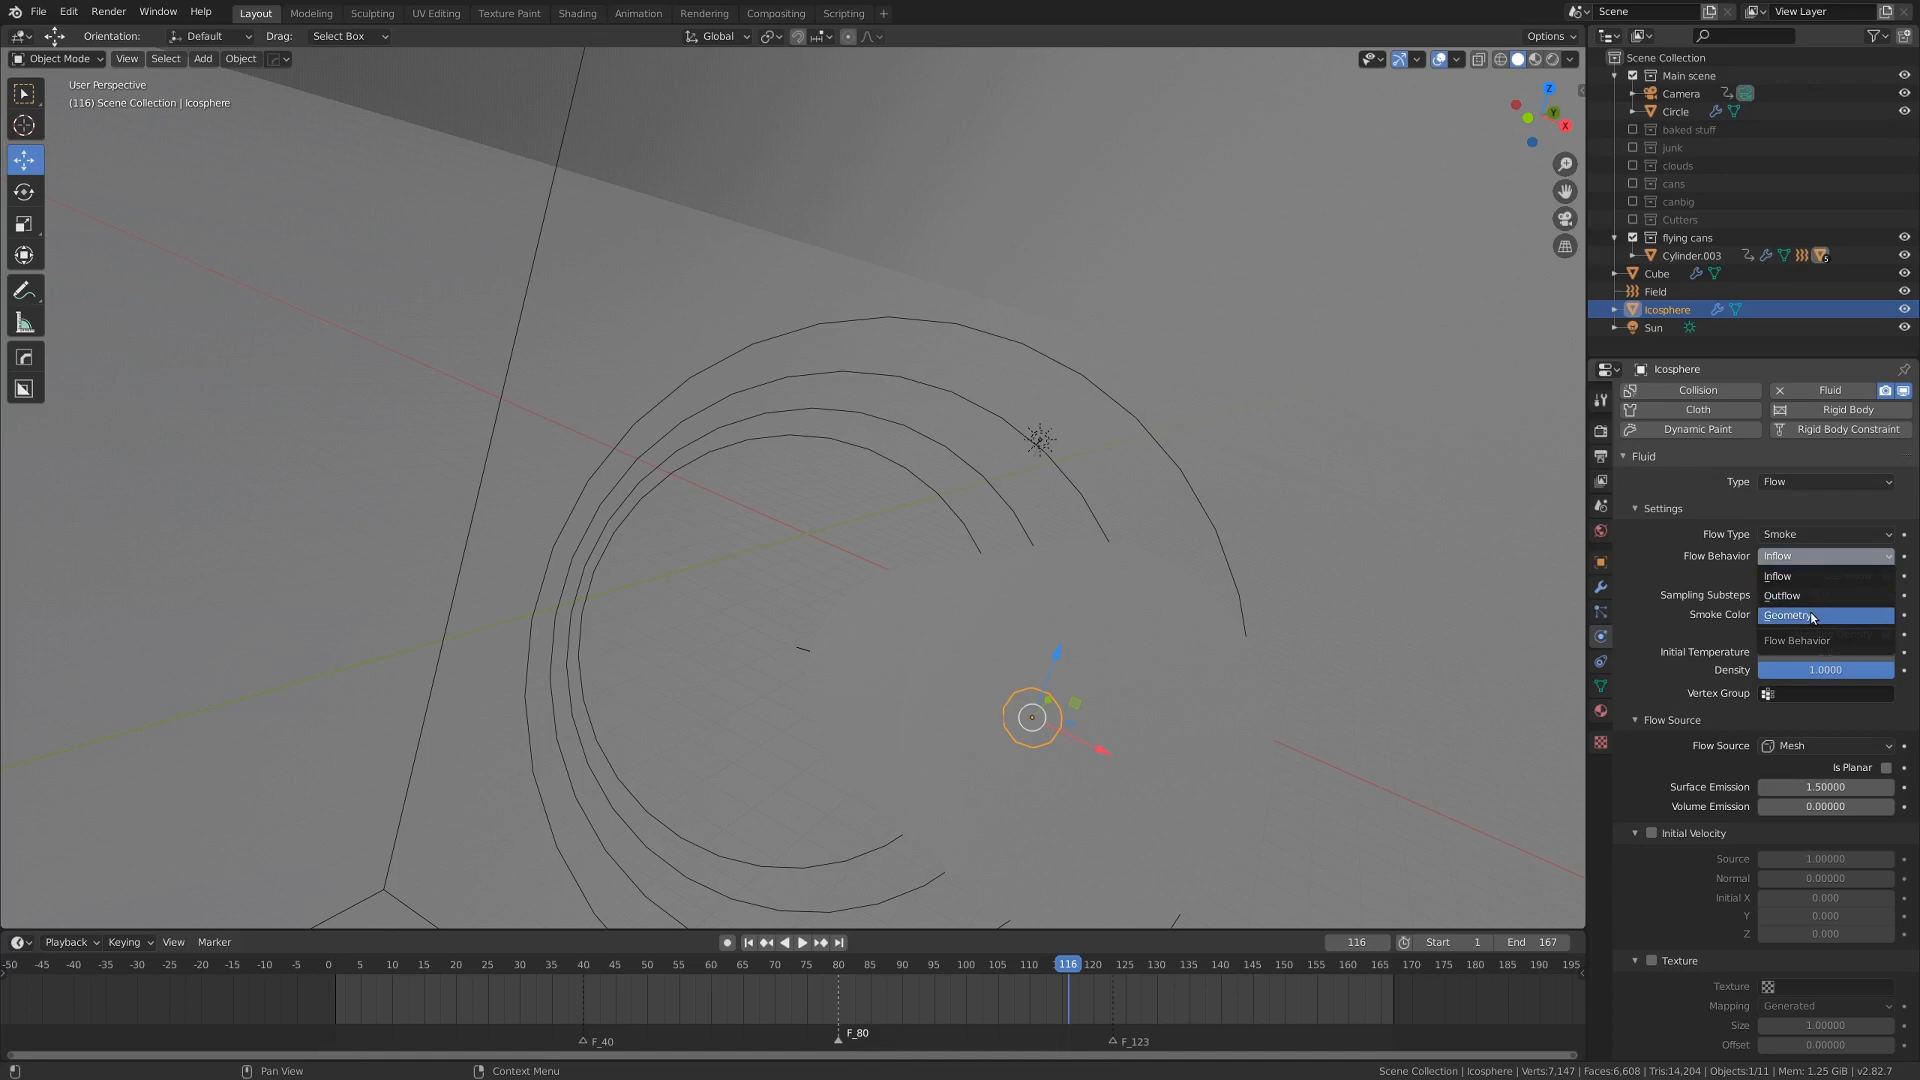 File Edit Render Window Help Layout Modeling Sculpting UV Editing Texture Paint Shading Animation Rendering Compositing Scripting + Scene View Layer
Orientation: Default Drag: Select Box Global Options
Object Mode View Select Add Object
User Perspective
(116) Scene Collection | Icosphere
Z
Y
X
Scene Collection
Main scene
Camera
Circle
baked stuff
junk
clouds
cans
canbig
Cutters
flying cans
Cylinder.003 5
Cube
Field
Icosphere
Sun
Icosphere
Collision Fluid
Cloth Rigid Body
Dynamic Paint Rigid Body Constraint
Fluid
Type Flow
Settings
Flow Type Smoke
Flow Behavior Inflow
Inflow
Sampling Substeps Outflow
Smoke Color Geometry
Flow Behavior
Initial Temperature
Density 1.0000
Vertex Group
Flow Source
Flow Source Mesh
Is Planar
Surface Emission 1.50000
Volume Emission 0.00000
Initial Velocity
Source 1.00000
Normal 0.00000
Initial X 0.000
Y 0.000
Z 0.000
Texture
Texture
Mapping Generated
Size 1.00000
Offset 0.00000
Playback Keying View Marker 116 Start 1 End 167
-50 -45 -40 -35 -30 -25 -20 -15 -10 -5 0 5 10 15 20 25 30 35 40 45 50 55 60 65 70 75 80 85 90 95 100 105 110 116 120 125 130 135 140 145 150 155 160 165 170 175 180 185 190 195
F_80
F_40 F_123
Pan View Context Menu Scene Collection | Icosphere | Verts:7,147 | Faces:6,608 | Tris:14,204 | Objects:1/11 | Mem: 1.25 GiB | v2.82.7